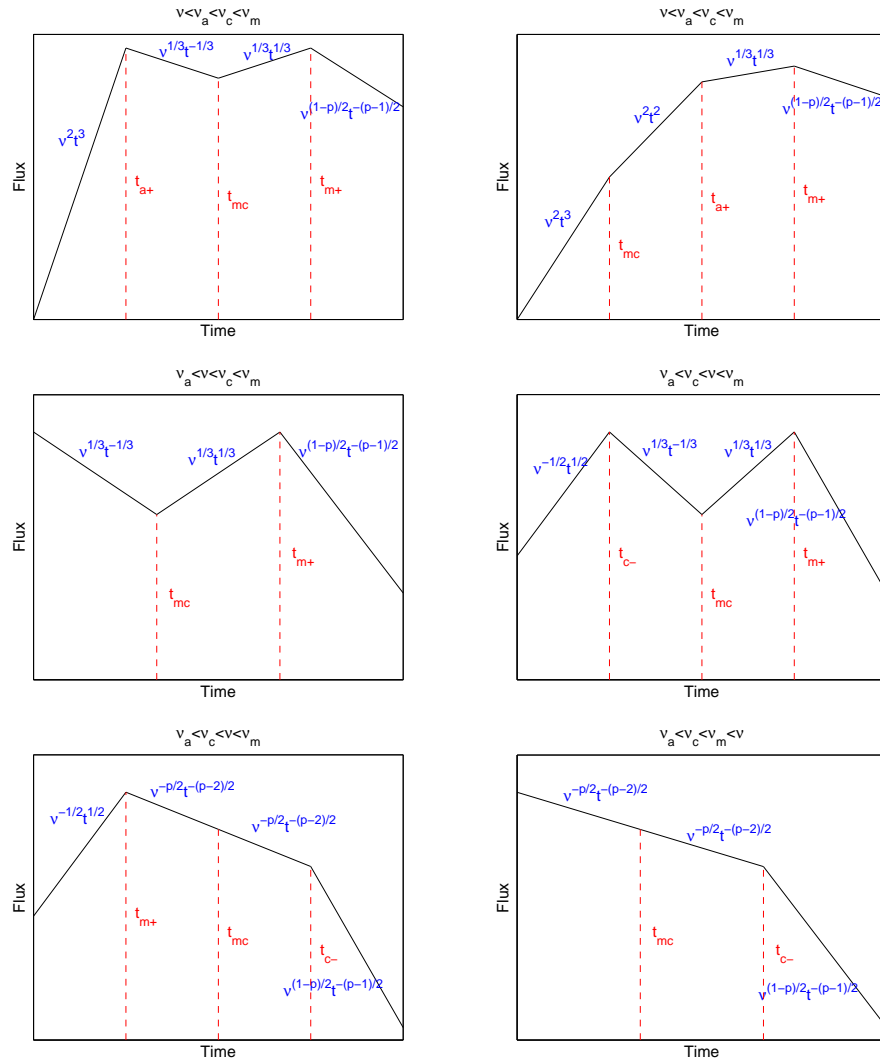 ν<ν_a<ν_c<ν_m
Flux
ν^2t^3
ν^{1/3}t^{-1/3}
ν^{1/3}t^{1/3}
ν^{(1-p)/2}t^{-(p-1)/2}
t_{a+}
t_{mc}
t_{m+}
Time
ν<ν_a<ν_c<ν_m
Flux
ν^2t^3
ν^2t^2
ν^{1/3}t^{1/3}
ν^{(1-p)/2}t^{-(p-1)/2}
t_{mc}
t_{a+}
t_{m+}
Time
ν_a<ν<ν_c<ν_m
Flux
ν^{1/3}t^{-1/3}
ν^{1/3}t^{1/3}
ν^{(1-p)/2}t^{-(p-1)/2}
t_{mc}
t_{m+}
Time
ν_a<ν_c<ν<ν_m
Flux
ν^{-1/2}t^{1/2}
ν^{1/3}t^{-1/3}
ν^{1/3}t^{1/3}
ν^{(1-p)/2}t^{-(p-1)/2}
t_{c-}
t_{mc}
t_{m+}
Time
ν_a<ν_c<ν<ν_m
Flux
ν^{-1/2}t^{1/2}
ν^{-p/2}t^{-(p-2)/2}
ν^{-p/2}t^{-(p-2)/2}
t_{m+}
t_{mc}
t_{c-}
ν^{(1-p)/2}t^{-(p-1)/2}
Time
ν_a<ν_c<ν_m<ν
Flux
ν^{-p/2}t^{-(p-2)/2}
ν^{-p/2}t^{-(p-2)/2}
t_{mc}
t_{c-}
ν^{(1-p)/2}t^{-(p-1)/2}
Time